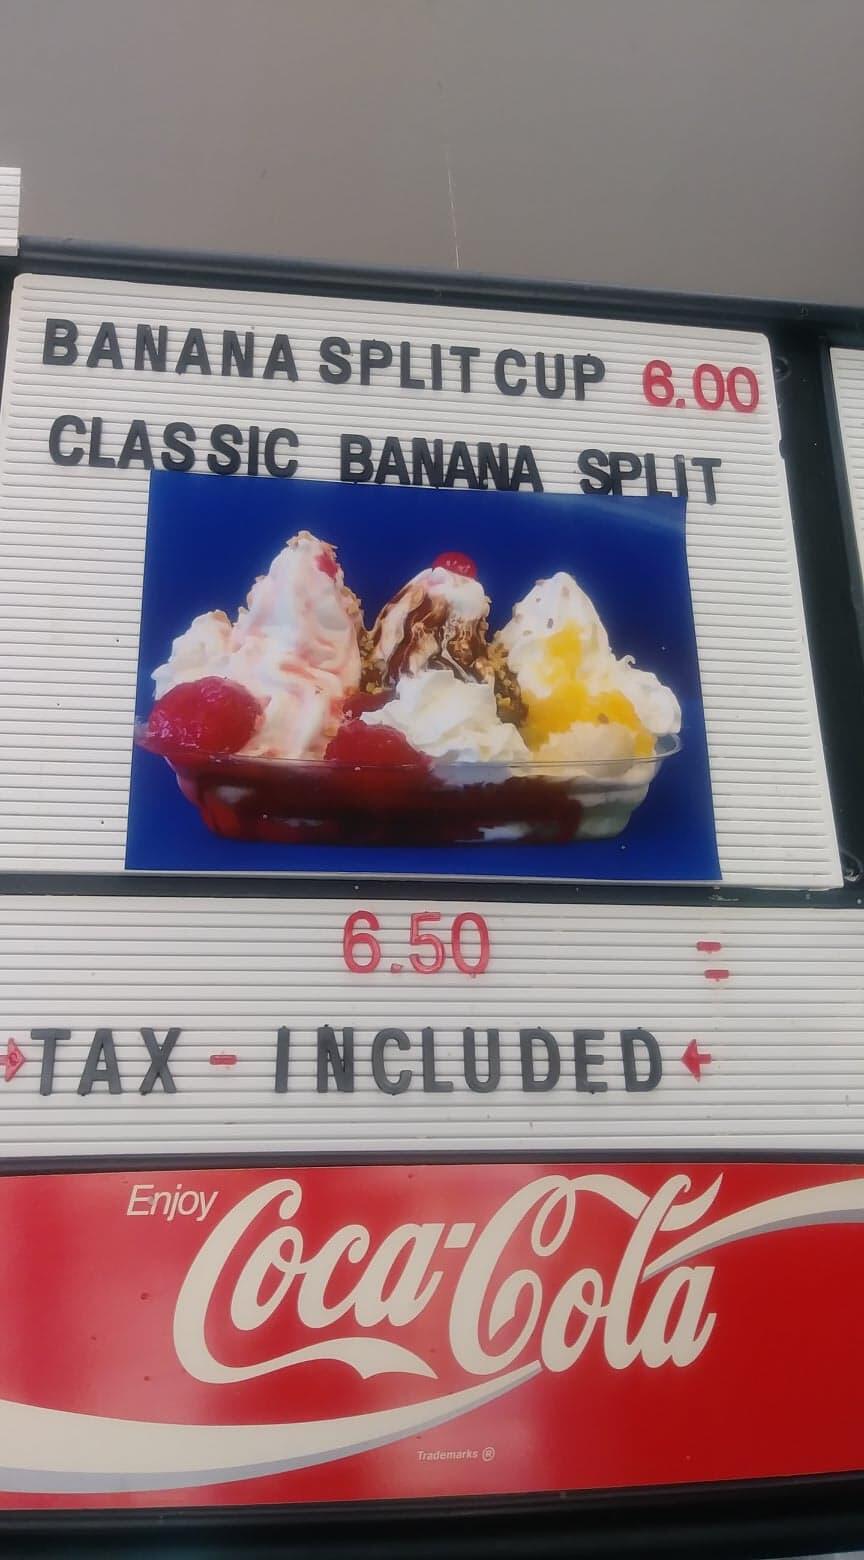 BANANA SPLIT CUP 6.00
CLASSIC BANANA SPLIT
6.50
TAX - INCLUDED
Enjoy
Coca-Cola
Trademarks ®